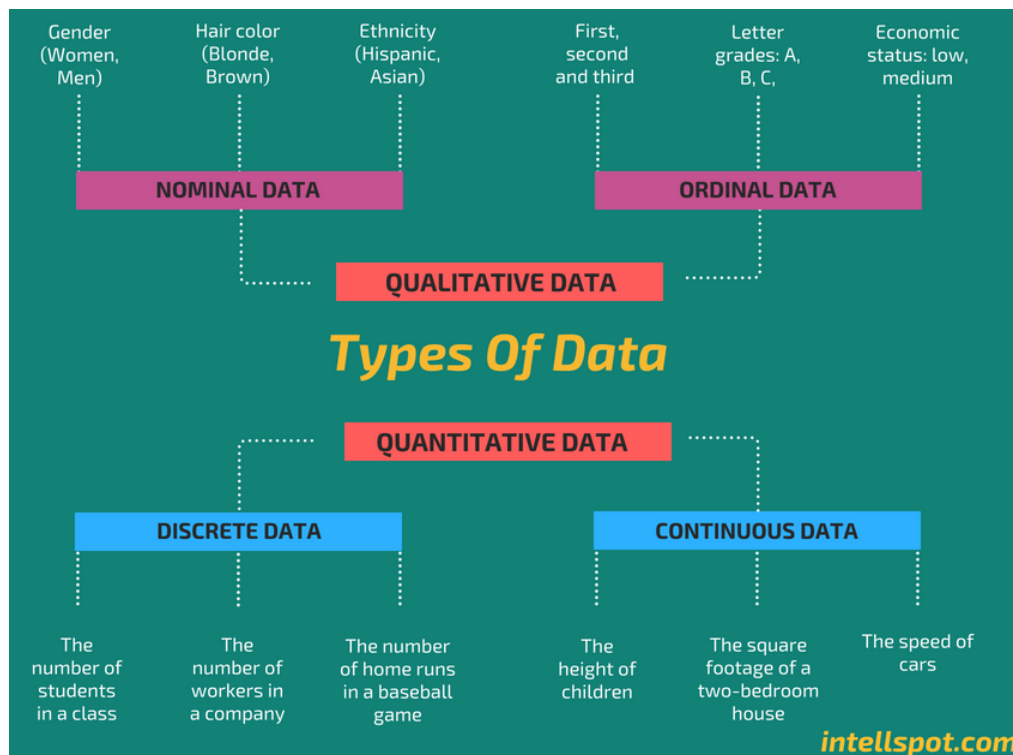 Gender
(Women,
Men)
Hair color
(Blonde,
Brown)
Ethnicity
(Hispanic,
Asian)
First,
second
and third
Letter
grades: A,
B, C,
Economic
status: low,
medium
NOMINAL DATA
ORDINAL DATA
QUALITATIVE DATA
Types Of Data
QUANTITATIVE DATA
DISCRETE DATA
CONTINUOUS DATA
The
number of
students
in a class
The
number of
workers in
a company
The number
of home runs
in a baseball
game
The
height of
children
The square
footage of a
two-bedroom
house
The speed of
cars
intellspot.com